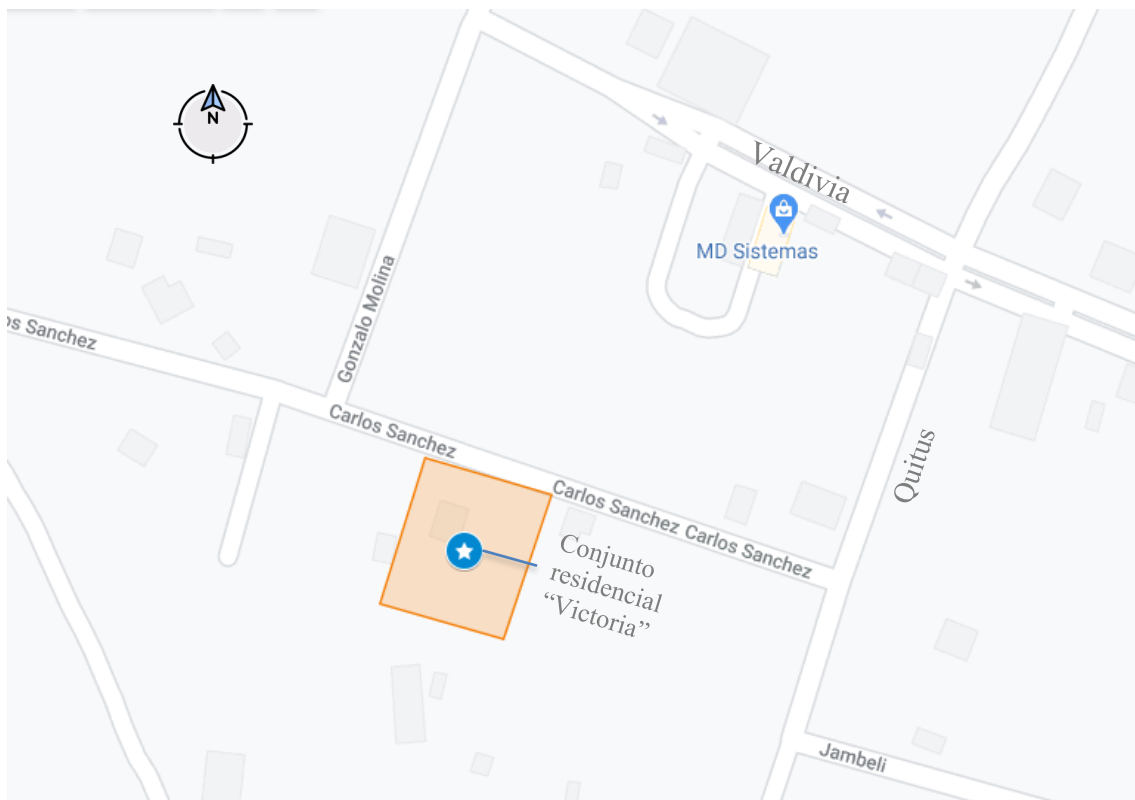 N
Valdivia
MD Sistemas
Gonzalo Molina
os Sanchez
Carlos Sanchez
Carlos Sanchez Carlos Sanchez
Quitus
Conjunto
residencial
“Victoria”
Jambeli